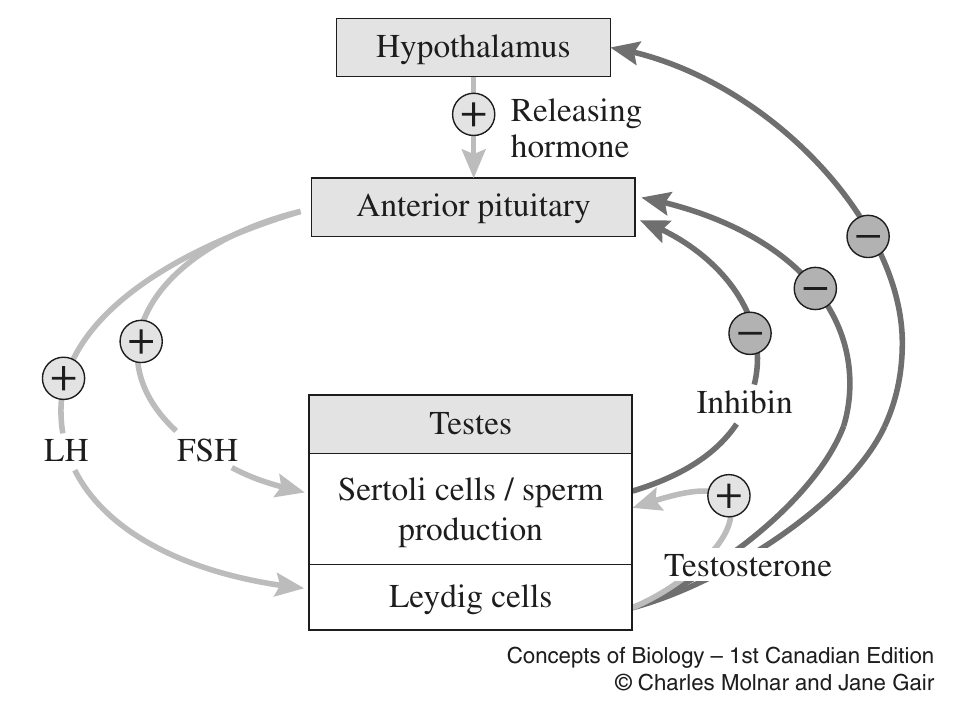 Hypothalamus
+
Releasing
hormone
Anterior pituitary
−
−
−
+
+
Inhibin
LH
FSH
Testes
Sertoli cells / sperm
production
+
Testosterone
Leydig cells
Concepts of Biology – 1st Canadian Edition
© Charles Molnar and Jane Gair